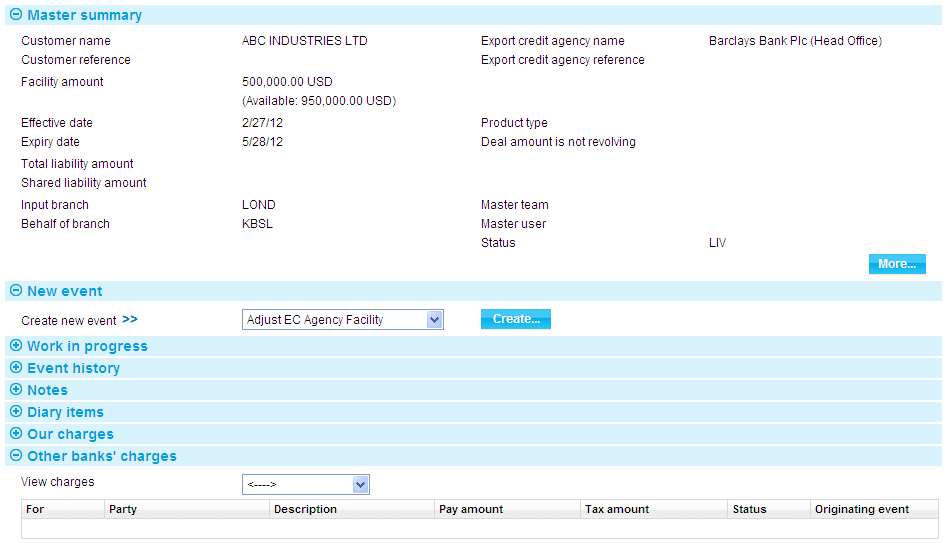 Master summary
Customer name ABC INDUSTRIES LTD Export credit agency name Barclays Bank Plc (Head Office)
Customer reference Export credit agency reference
Facility amount 500,000.00 USD
(Available: 950,000.00 USD)
Effective date 2/27/12 Product type
Expiry date 5/28/12 Deal amount is not revolving
Total liability amount
Shared liability amount
Input branch LOND Master team
Behalf of branch KBSL Master user
Status LIV
More...
New event
Create new event >> Adjust EC Agency Facility Create...
Work in progress
Event history
Notes
Diary items
Our charges
Other banks' charges
View charges <---->
For Party Description Pay amount Tax amount Status Originating event